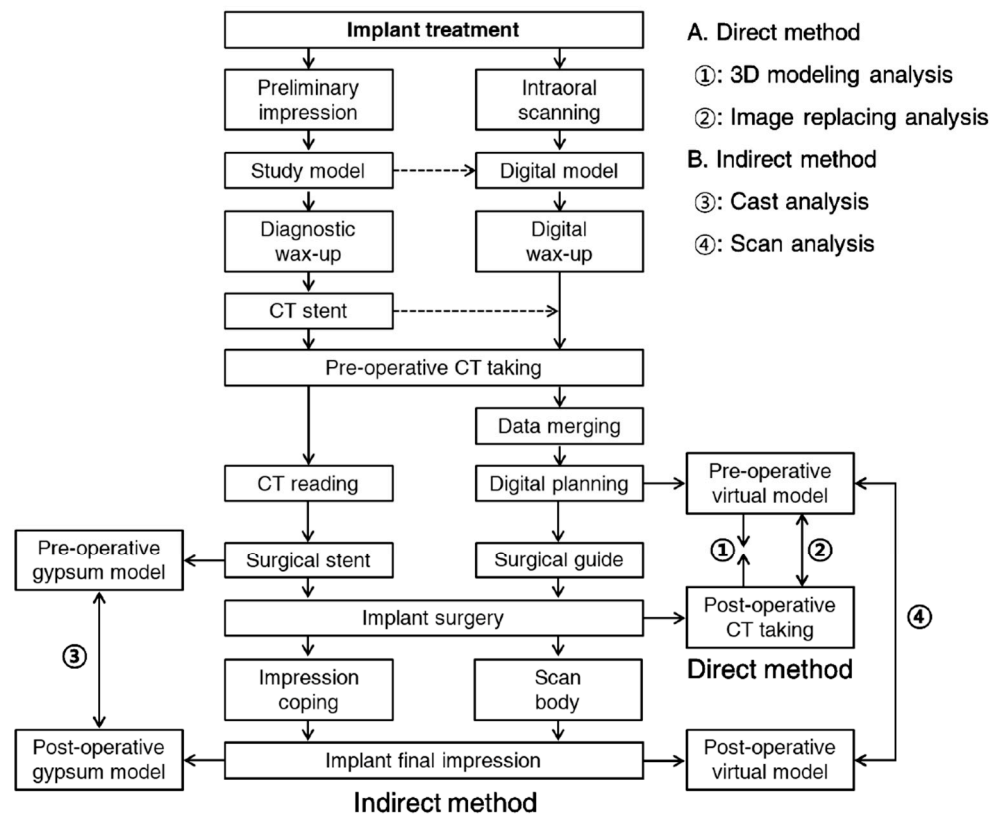 Implant treatment
Preliminary
impression
Intraoral
scanning
Study model
Digital model
Diagnostic
wax-up
Digital
wax-up
CT stent
Pre-operative CT taking
Data merging
CT reading
Digital planning
Pre-operative
virtual model
Pre-operative
gypsum model
Surgical stent
Surgical guide
①
②
Implant surgery
Post-operative
CT taking
Direct method
③
④
Impression
coping
Scan
body
Post-operative
gypsum model
Implant final impression
Post-operative
virtual model
Indirect method
A. Direct method
①: 3D modeling analysis
②: Image replacing analysis
B. Indirect method
③: Cast analysis
④: Scan analysis